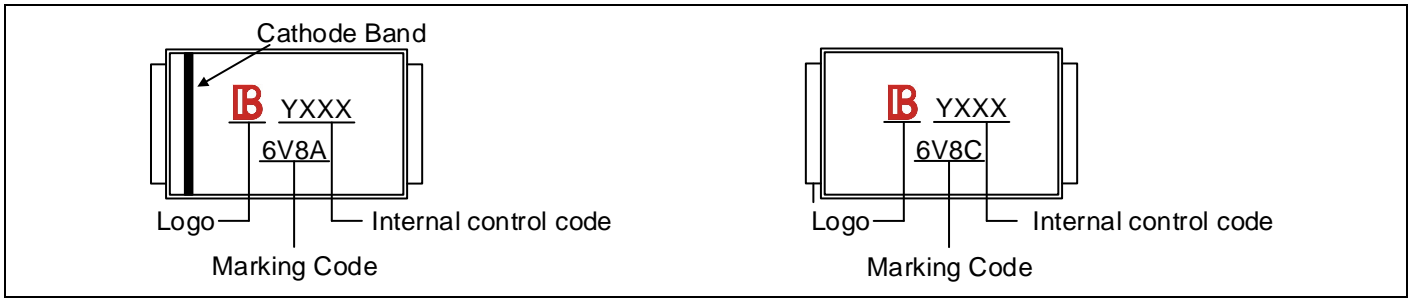 Cathode Band
B YXXX
6V8A
Logo
Internal control code
Marking Code
B YXXX
6V8C
Logo
Internal control code
Marking Code